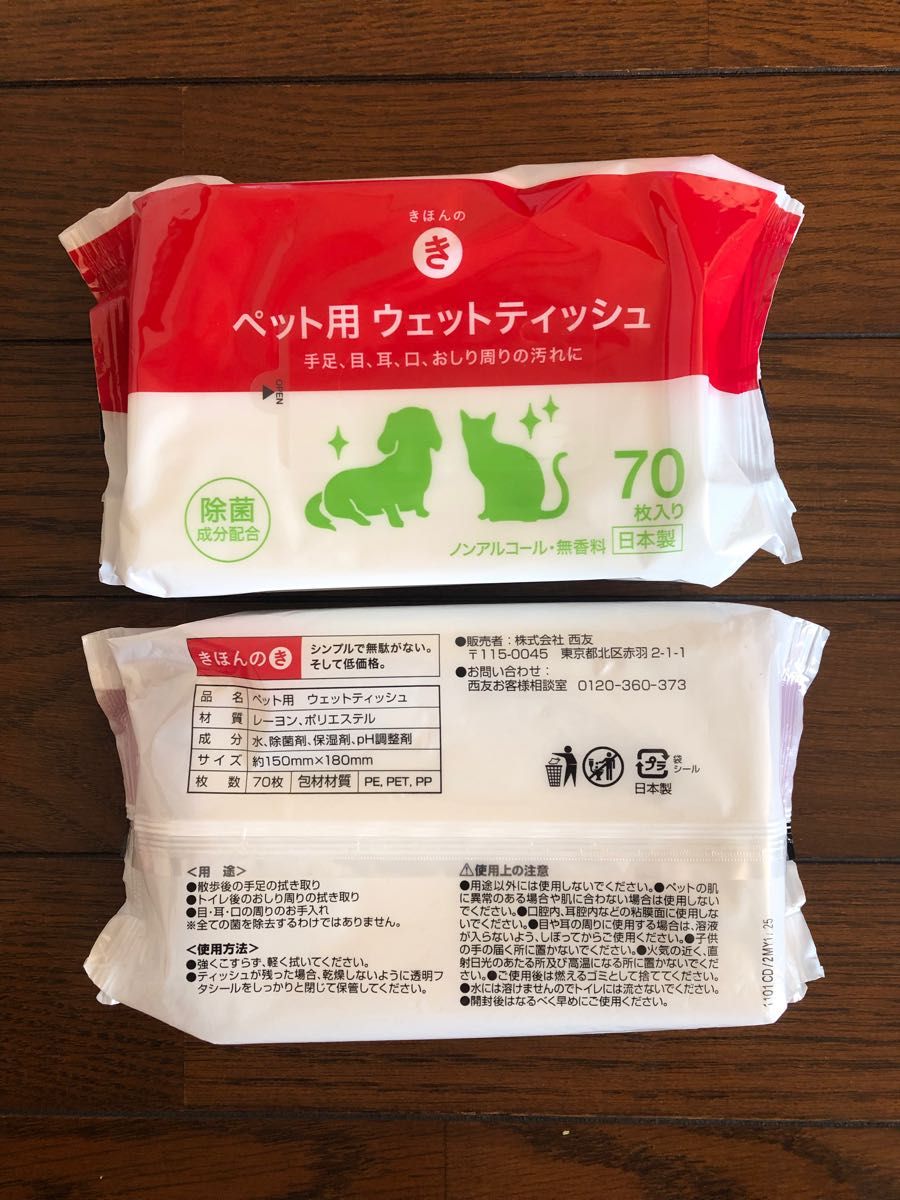 きほんの
き
ペット用 ウェットティッシュ
手足、目、耳、口、おしり周りの汚れに
OPEN
除菌
成分配合
70
枚入り
ノンアルコール・無香料 日本製
きほんのき
シンプルで無駄がない。
そして低価格。
品名 ペット用 ウェットティッシュ
材質 レーヨン、ポリエステル
成分 水、除菌剤、保湿剤、pH調整剤
サイズ 約150mm×180mm
枚数 70枚 包材材質 PE, PET, PP
●販売者:株式会社 西友
〒115-0045 東京都北区赤羽2-1-1
●お問い合わせ:
西友お客様相談室 0120-360-373
プラ
袋
シール
日本製
<用 途>
●散歩後の手足の拭き取り
●トイレ後のおしり周りの拭き取り
●目・耳・口の周りのお手入れ
※全ての菌を除去するわけではありません。
<使用方法>
●強くこすらず、軽く拭いてください。
●ティッシュが残った場合、乾燥しないように透明フ
タシールをしっかりと閉じて保管してください。
⚠使用上の注意
●用途以外には使用しないでください。●ペットの肌
に異常のある場合や肌に合わない場合は使用しない
でください。●口腔内、耳腔内などの粘膜面に使用しな
いでください。●目や耳の周りに使用する場合は、溶液
が入らないよう、しぼってからご使用ください。●子供
の手の届く所に置かないでください。●火気の近く、直
射日光のあたる所及び高温になる所に置かないでくだ
さい。●ご使用後は燃えるゴミとして捨ててください。
●水には溶けませんのでトイレには流さないでください。
●開封後はなるべく早めにご使用ください。